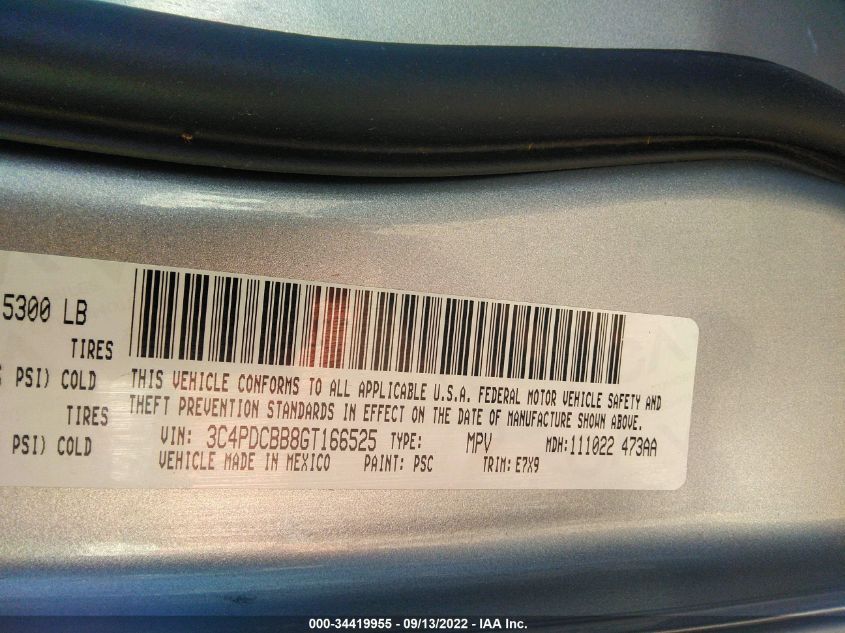 5300 LB
TIRES
PSI) COLD
TIRES
PSI) COLD
THIS VEHICLE CONFORMS TO ALL APPLICABLE U.S.A. FEDERAL MOTOR VEHICLE SAFETY AND
THEFT PREVENTION STANDARDS IN EFFECT ON THE DATE OF MANUFACTURE SHOWN ABOVE.
VIN: 3C4PDCBB8GT166525 TYPE: MPV MDH:111022 473AA
VEHICLE MADE IN MEXICO PAINT: PSC TRIM: E7X9
000-34419955 - 09/13/2022 - IAA Inc.